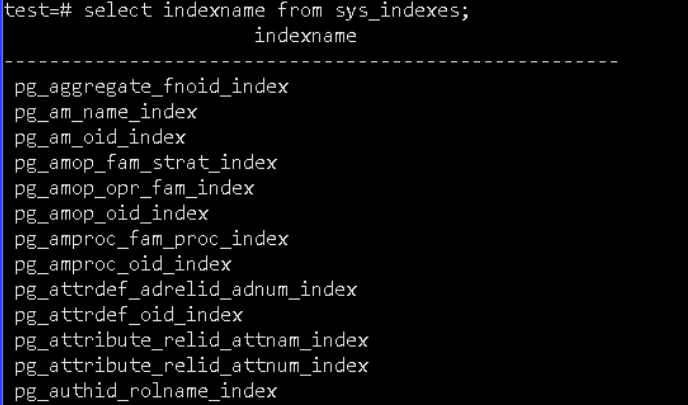 test=# select indexname from sys_indexes;
indexname
------------------------------------------------------
pg_aggregate_fnoid_index
pg_am_name_index
pg_am_oid_index
pg_amop_fam_strat_index
pg_amop_opr_fam_index
pg_amop_oid_index
pg_amproc_fam_proc_index
pg_amproc_oid_index
pg_attrdef_adrelid_adnum_index
pg_attrdef_oid_index
pg_attribute_relid_attnam_index
pg_attribute_relid_attnum_index
pg_authid_rolname_index